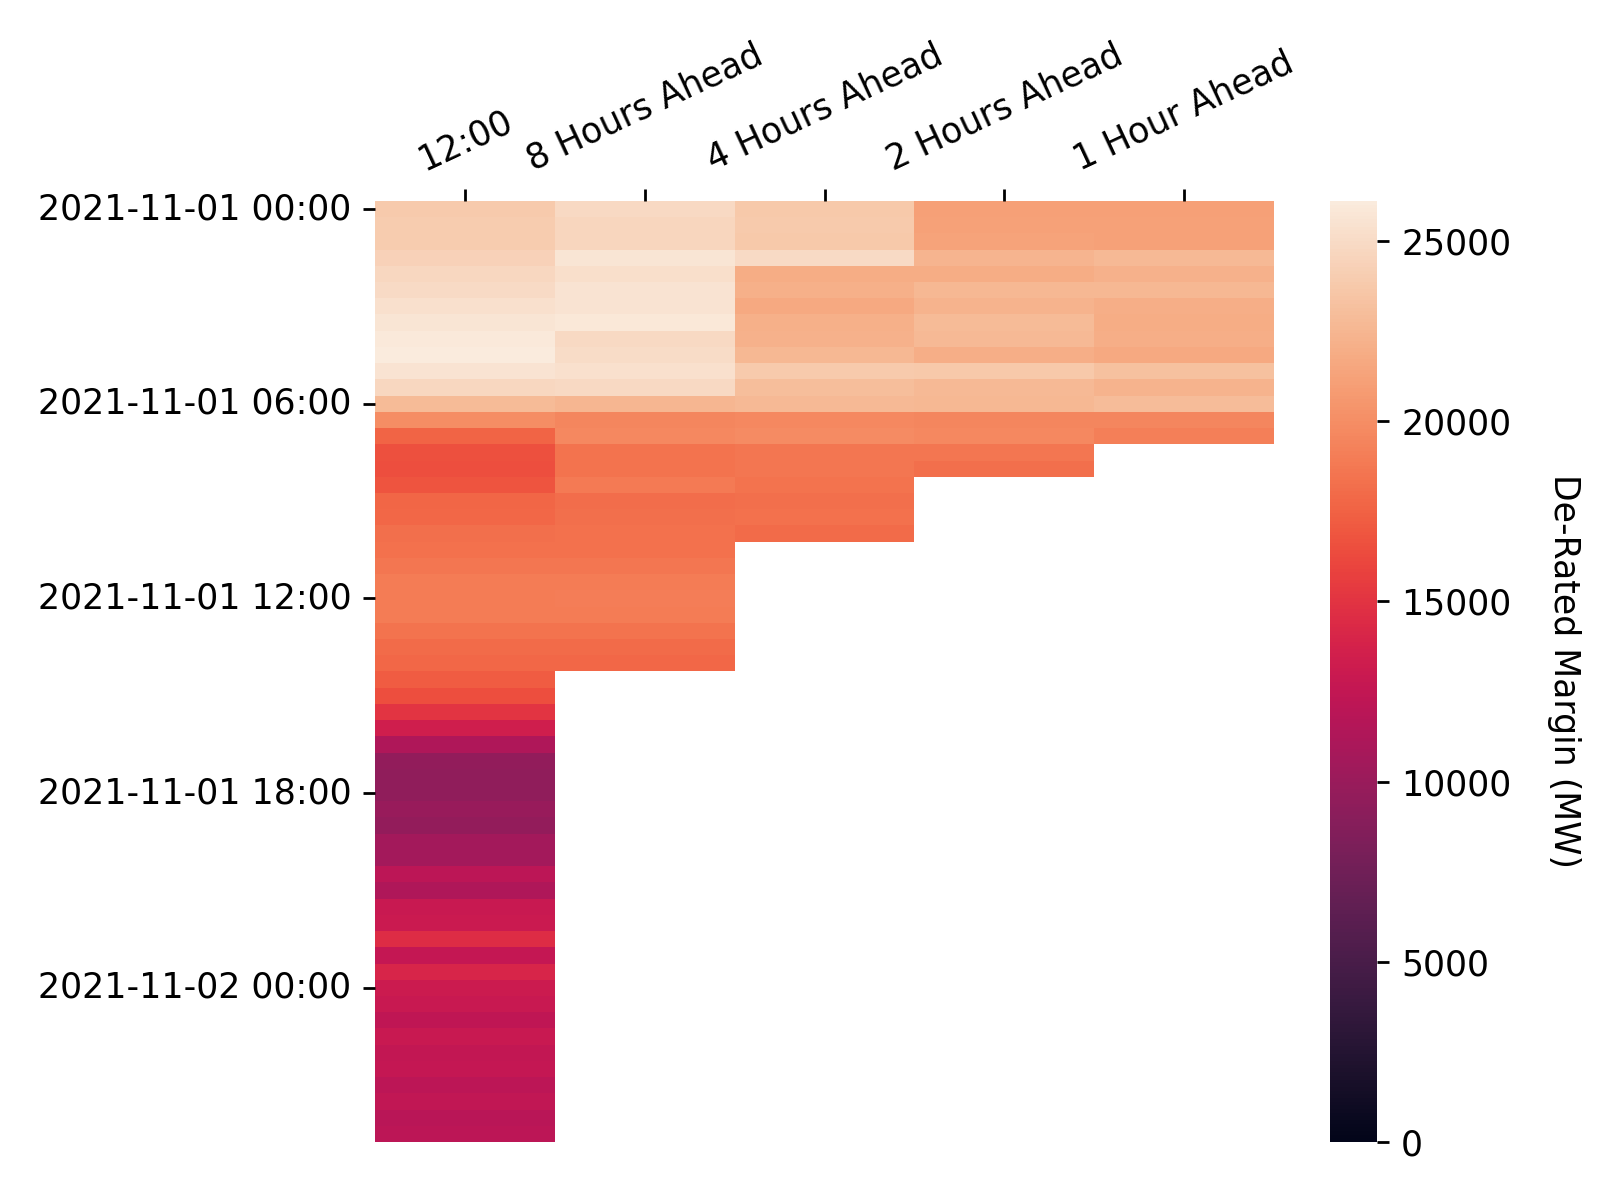 12:00
8 Hours Ahead
4 Hours Ahead
2 Hours Ahead
1 Hour Ahead
2021-11-01 00:00
2021-11-01 06:00
2021-11-01 12:00
2021-11-01 18:00
2021-11-02 00:00
25000
20000
15000
10000
5000
0
De-Rated Margin (MW)